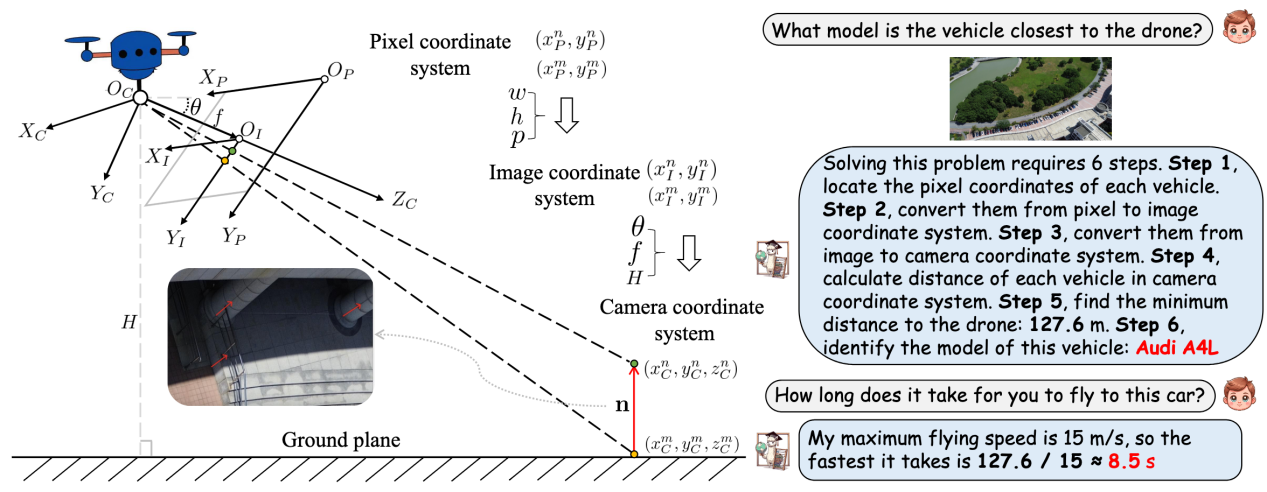 Pixel coordinate
system
$(x_P^n, y_P^n)$
$(x_P^m, y_P^m)$
$w$
$h$
$p$
$O_C$
$X_P$
$O_P$
$\theta$
$f$
$O_I$
$X_C$
$X_I$
$Y_C$
$Z_C$
$Y_I$
$Y_P$
Image coordinate
system
$(x_I^n, y_I^n)$
$(x_I^m, y_I^m)$
$\theta$
$f$
$H$
Camera coordinate
system
$H$
$(x_C^n, y_C^n, z_C^n)$
$\mathbf{n}$
Ground plane
$(x_C^m, y_C^m, z_C^m)$
What model is the vehicle closest to the drone?
Solving this problem requires 6 steps. Step 1,
locate the pixel coordinates of each vehicle.
Step 2, convert them from pixel to image
coordinate system. Step 3, convert them from
image to camera coordinate system. Step 4,
calculate distance of each vehicle in camera
coordinate system. Step 5, find the minimum
distance to the drone: 127.6 m. Step 6,
identify the model of this vehicle: Audi A4L
How long does it take for you to fly to this car?
My maximum flying speed is 15 m/s, so the
fastest it takes is 127.6 / 15 ≈ 8.5 s